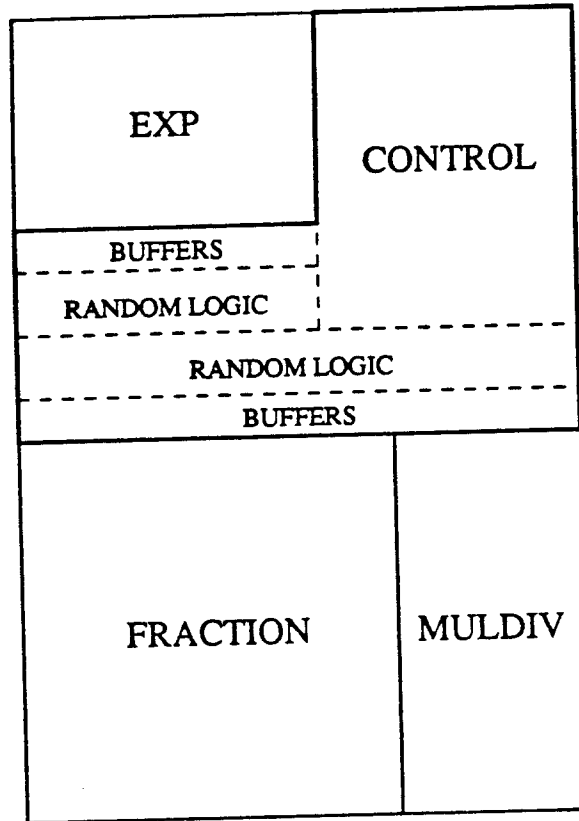 EXP
CONTROL
BUFFERS
RANDOM LOGIC
RANDOM LOGIC
BUFFERS
FRACTION
MULDIV